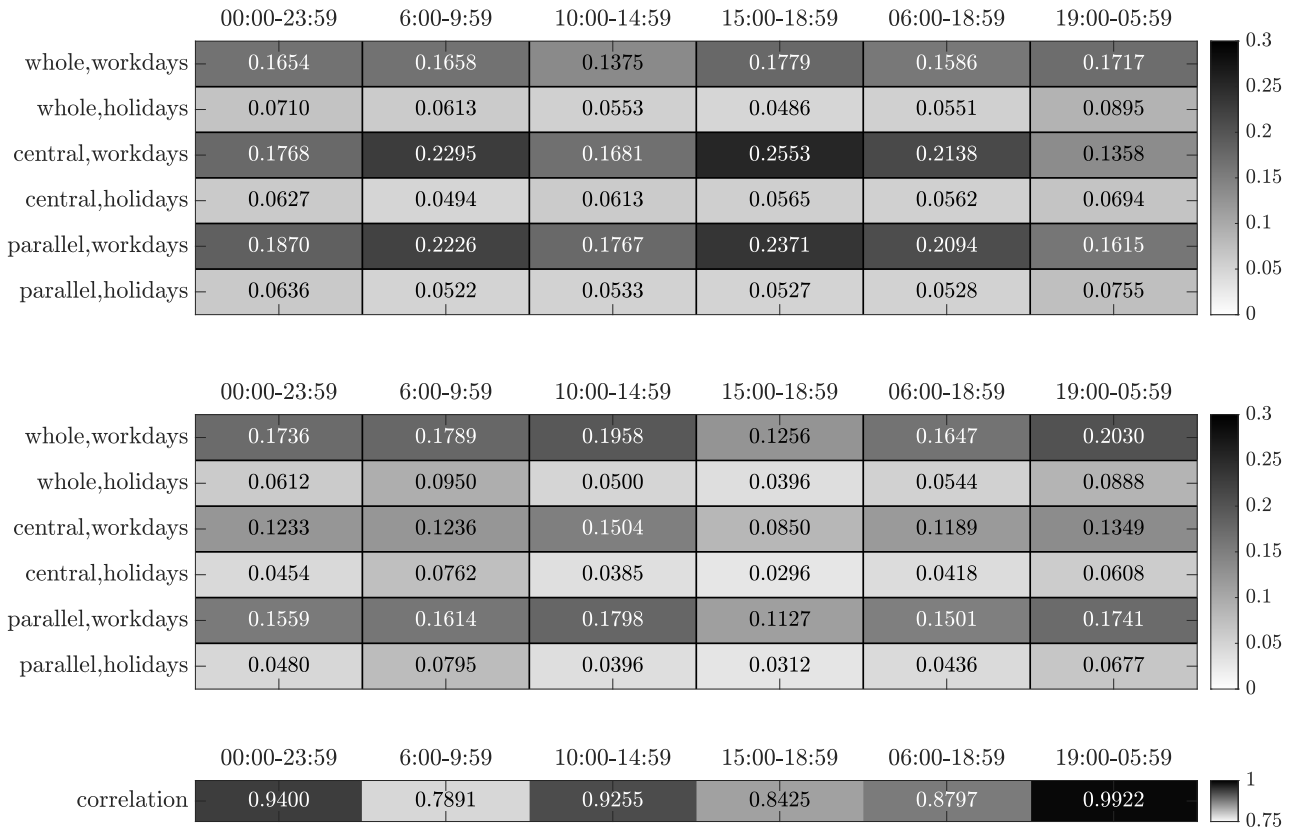 00:00-23:59 6:00-9:59 10:00-14:59 15:00-18:59 06:00-18:59 19:00-05:59
whole,workdays 0.1654 0.1658 0.1375 0.1779 0.1586 0.1717
whole,holidays 0.0710 0.0613 0.0553 0.0486 0.0551 0.0895
central,workdays 0.1768 0.2295 0.1681 0.2553 0.2138 0.1358
central,holidays 0.0627 0.0494 0.0613 0.0565 0.0562 0.0694
parallel,workdays 0.1870 0.2226 0.1767 0.2371 0.2094 0.1615
parallel,holidays 0.0636 0.0522 0.0533 0.0527 0.0528 0.0755
0.3
0.25
0.2
0.15
0.1
0.05
0
00:00-23:59 6:00-9:59 10:00-14:59 15:00-18:59 06:00-18:59 19:00-05:59
whole,workdays 0.1736 0.1789 0.1958 0.1256 0.1647 0.2030
whole,holidays 0.0612 0.0950 0.0500 0.0396 0.0544 0.0888
central,workdays 0.1233 0.1236 0.1504 0.0850 0.1189 0.1349
central,holidays 0.0454 0.0762 0.0385 0.0296 0.0418 0.0608
parallel,workdays 0.1559 0.1614 0.1798 0.1127 0.1501 0.1741
parallel,holidays 0.0480 0.0795 0.0396 0.0312 0.0436 0.0677
0.3
0.25
0.2
0.15
0.1
0.05
0
00:00-23:59 6:00-9:59 10:00-14:59 15:00-18:59 06:00-18:59 19:00-05:59
correlation 0.9400 0.7891 0.9255 0.8425 0.8797 0.9922
1
0.75